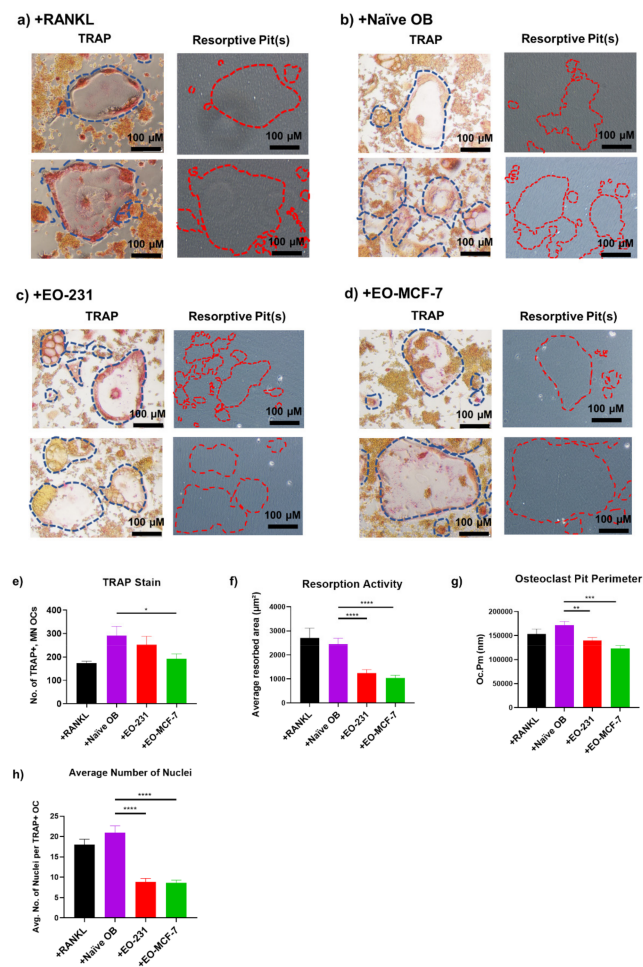 a) +RANKL
TRAP
Resorptive Pit(s)
100 µM
100 µM
100 µM
100 µM
b) +Naïve OB
TRAP
Resorptive Pit(s)
100 µM
100 µM
100 µM
100 µM
c) +EO-231
TRAP
Resorptive Pit(s)
100 µM
100 µM
100 µM
100 µM
d) +EO-MCF-7
TRAP
Resorptive Pit(s)
100 µM
100 µM
100 µM
100 µM
e)
TRAP Stain
*
No. of TRAP+, MN OCs
400
300
200
100
0
+RANKL
+Naïve OB
+EO-231
+EO-MCF-7
f)
Resorption Activity
****
****
Average resorbed area (µm²)
4000
3000
2000
1000
0
+RANKL
+Naïve OB
+EO-231
+EO-MCF-7
g)
Osteoclast Pit Perimeter
***
**
Oc.Pm (nm)
200000
150000
100000
50000
0
+RANKL
+Naïve OB
+EO-231
+EO-MCF-7
h)
Average Number of Nuclei
****
****
Avg. No. of Nuclei per TRAP+ OC
25
20
15
10
5
0
+RANKL
+Naïve OB
+EO-231
+EO-MCF-7